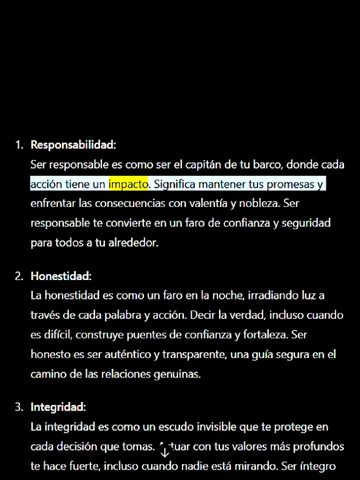 1. Responsabilidad:
Ser responsable es como ser el capitán de tu barco, donde cada
acción tiene un impacto. Significa mantener tus promesas y
enfrentar las consecuencias con valentía y nobleza. Ser
responsable te convierte en un faro de confianza y seguridad
para todos a tu alrededor.
2. Honestidad:
La honestidad es como un faro en la noche, irradiando luz a
través de cada palabra y acción. Decir la verdad, incluso cuando
es difícil, construye puentes de confianza y fortaleza. Ser
honesto es ser auténtico y transparente, una guía segura en el
camino de las relaciones genuinas.
3. Integridad:
La integridad es como un escudo invisible que te protege en
cada decisión que tomas. con tus valores más profundos
te hace fuerte, incluso cuando nadie está mirando. Ser íntegro